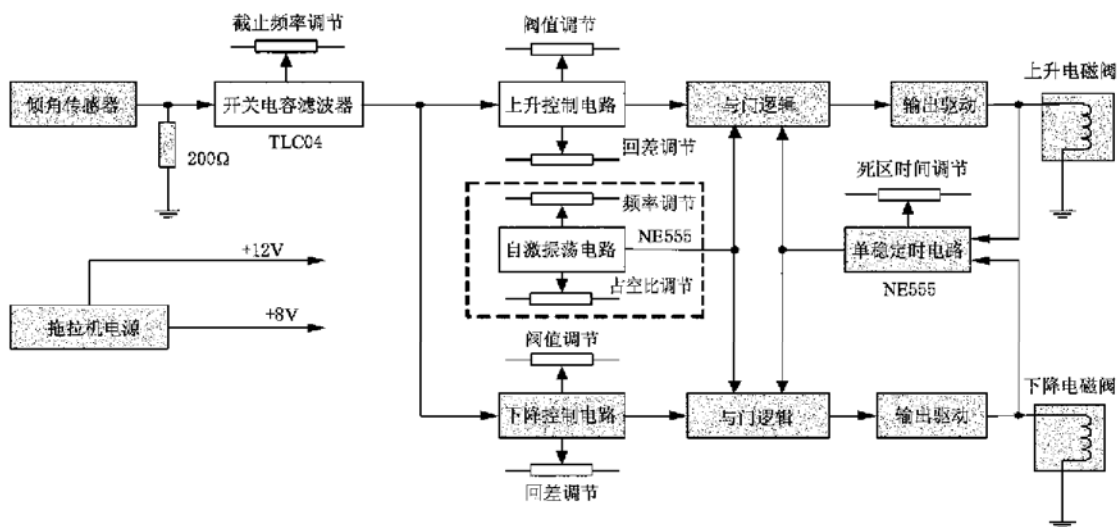 截止频率调节
阀值调节
上升电磁阀
倾角传感器
开关电容滤波器
上升控制电路
与门逻辑
输出驱动
TLC04
200Ω
回差调节
死区时间调节
频率调节
自激振荡电路
NE555
单稳定时电路
NE555
占空比调节
+12V
+8V
拖拉机电源
阀值调节
下降电磁阀
下降控制电路
与门逻辑
输出驱动
回差调节